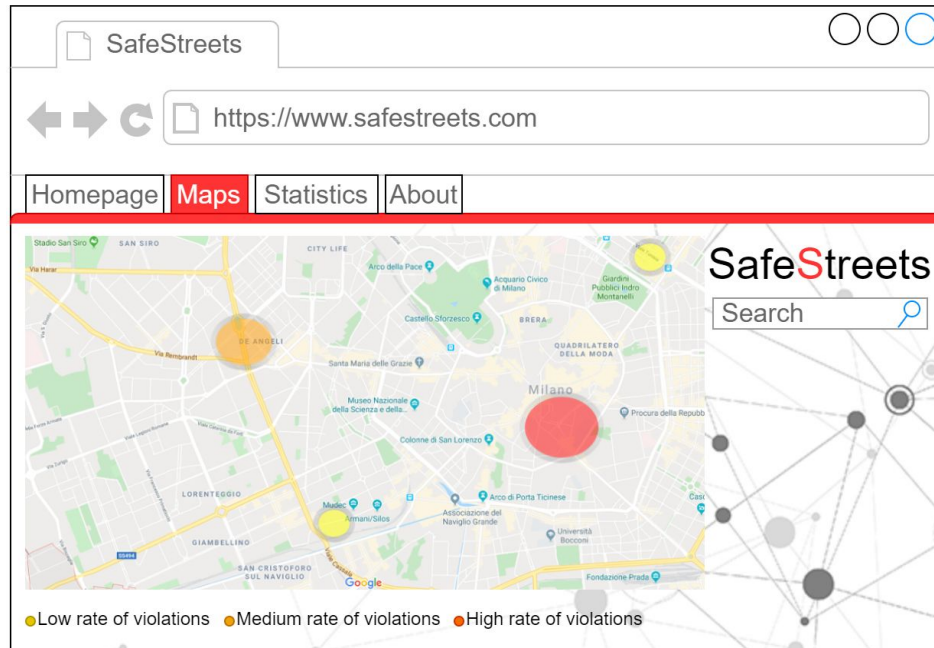 SafeStreets
https://www.safestreets.com
Homepage Maps Statistics About
SafeStreets
Search
Stadio San Siro
SAN SIRO
CITY LIFE
Via Harar
Arco della Pace
Acquario Civico
di Milano
Giardini
Pubblici Indro
Montanelli
Castello Sforzesco
BRERA
DE ANGELI
Via Rembrandt
Santa Maria delle Grazie
QUADRILATERO
DELLA MODA
Milano
Museo Nazionale
della Scienza e della...
Procura della Repubb
Colonne di San Lorenzo
LORENTEGGIO
Mudec
Armani/Silos
Arco di Porta Ticinese
Associazione del
Naviglio Grande
Università
Bocconi
GIAMBELLINO
SAN CRISTOFORO
SUL NAVIGLIO
Google
Fondazione Prada
Low rate of violations Medium rate of violations High rate of violations